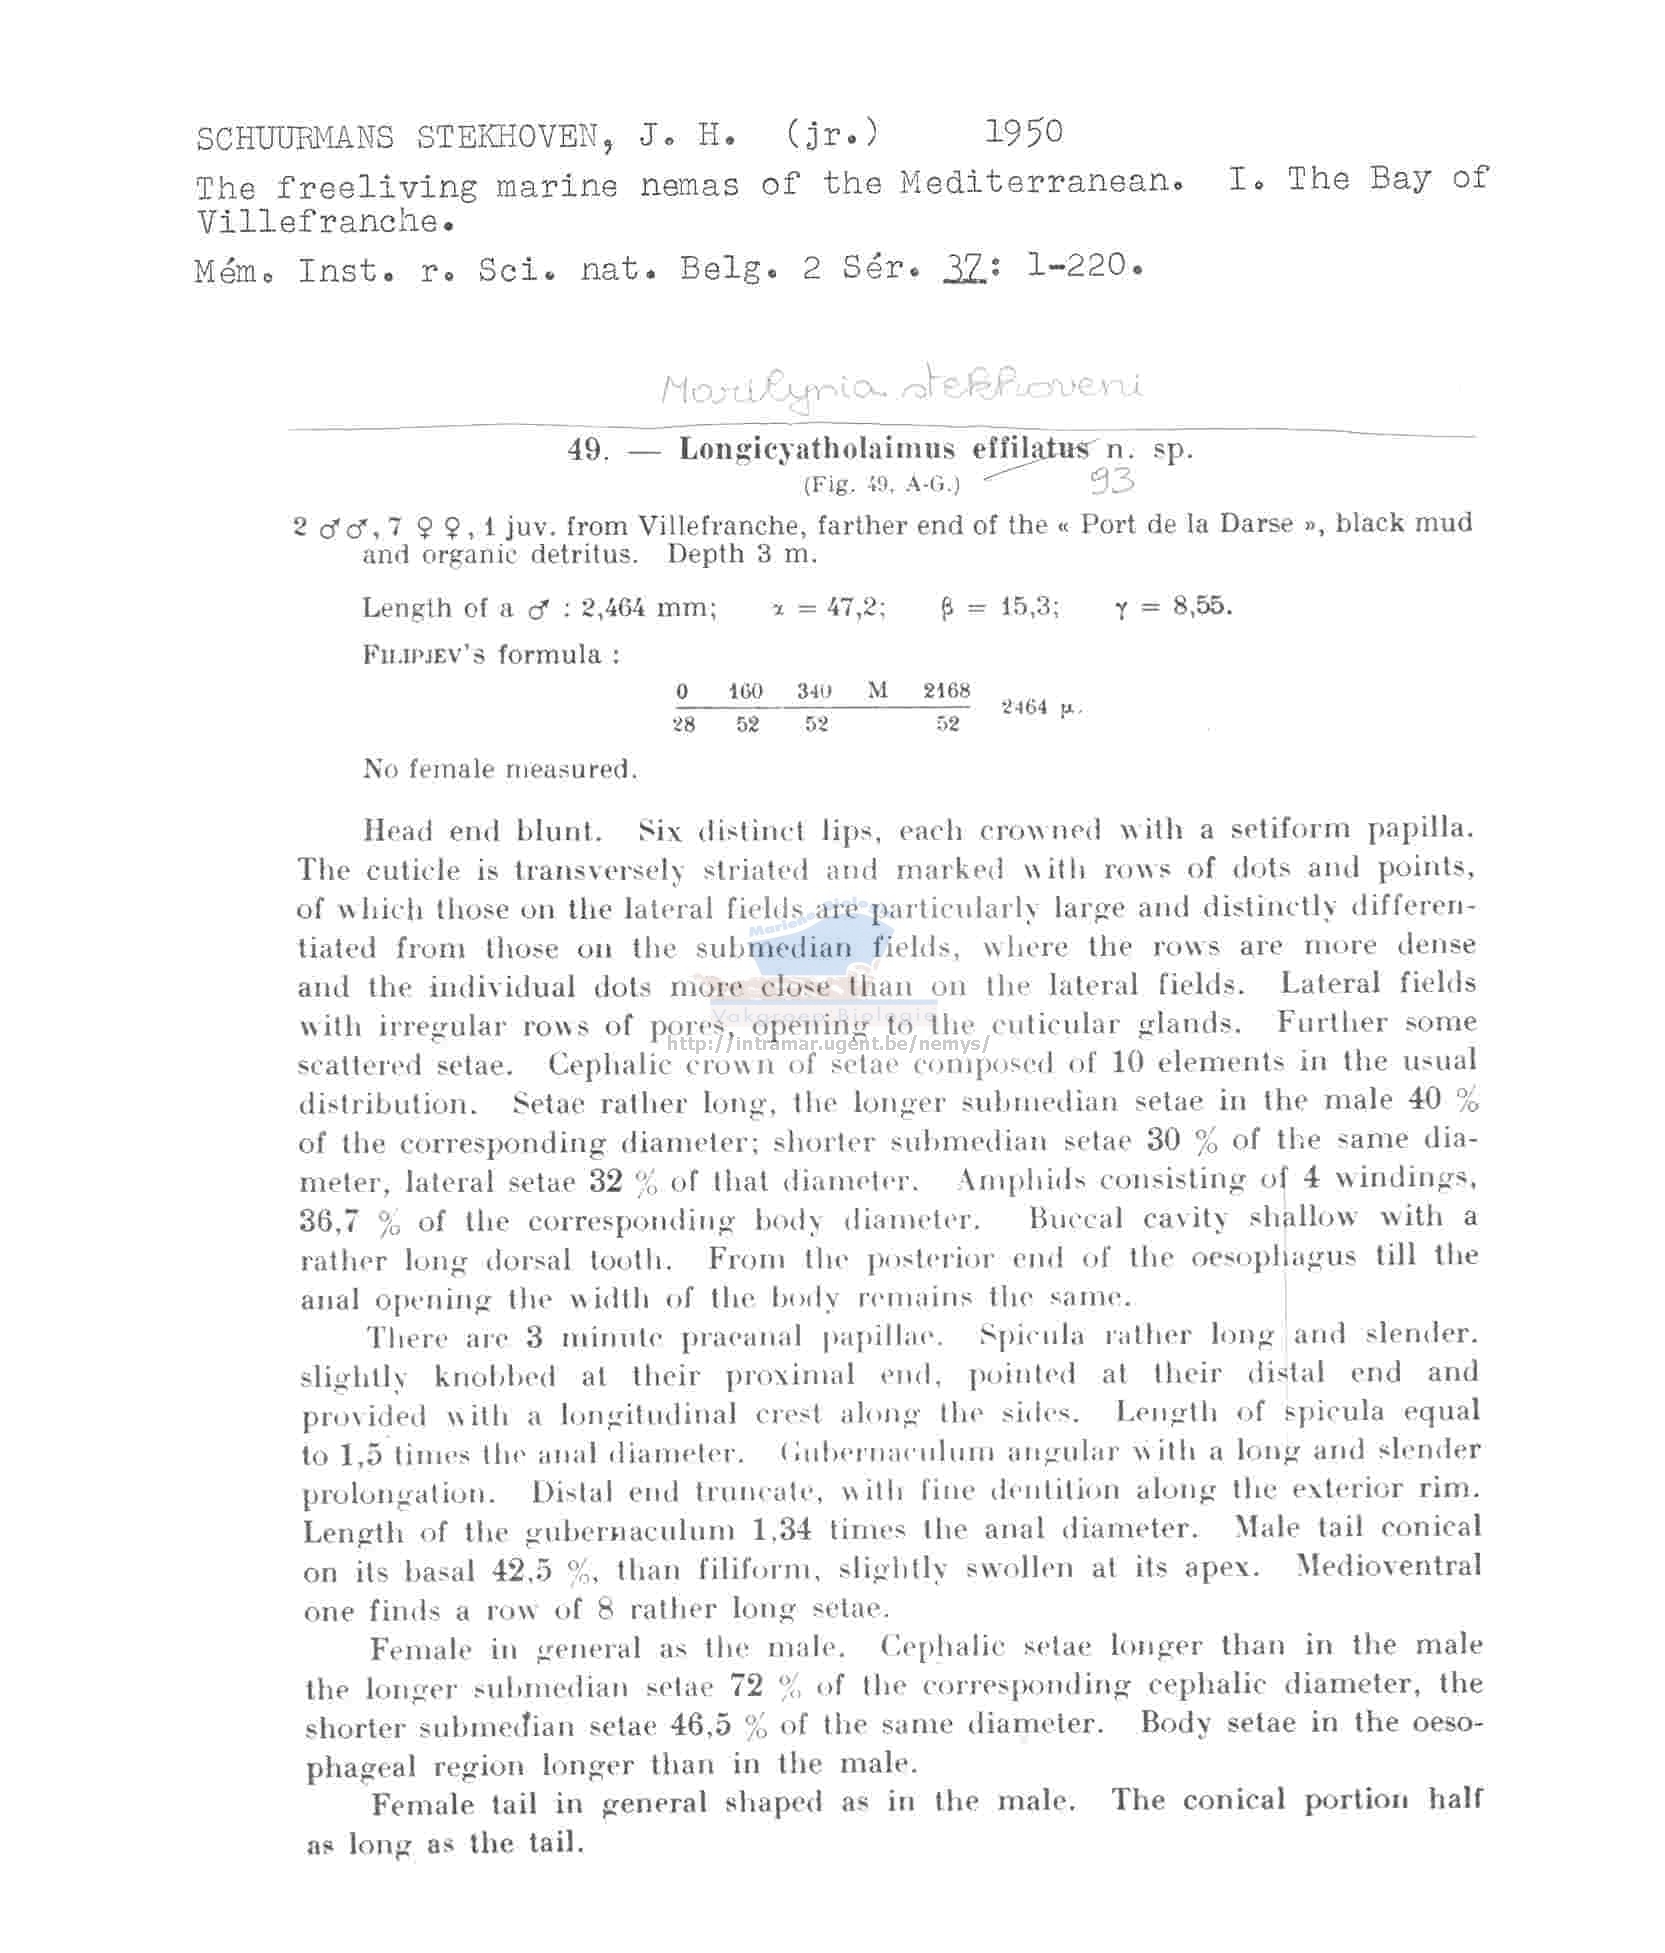 SCHUURMANS STEKHOVEN, J. H. (jr.) 1950
The freeliving marine nemas of the Mediterranean. I. The Bay of
Villefranche.
Mém. Inst. r. Sci. nat. Belg. 2 Sér. 37: 1-220.
Marilynia stekhoveni
49. — Longicyatholaimus effilatus n. sp.
(Fig. 49, A-G.)
93
2 ♂♂, 7 ♀♀, 1 juv. from Villefranche, farther end of the « Port de la Darse », black mud
and organic detritus. Depth 3 m.
Length of a ♂ : 2,464 mm; α = 47,2; β = 15,3; γ = 8,55.
FILIPJEV's formula :
0 160 340 M 2168
28 52 52 52
2464 μ.
No female measured.
Head end blunt. Six distinct lips, each crowned with a setiform papilla.
The cuticle is transversely striated and marked with rows of dots and points,
of which those on the lateral fields are particularly large and distinctly differen-
tiated from those on the submedian fields, where the rows are more dense
and the individual dots more close than on the lateral fields. Lateral fields
with irregular rows of pores, opening to the cuticular glands. Further some
scattered setae. Cephalic crown of setae composed of 10 elements in the usual
distribution. Setae rather long, the longer submedian setae in the male 40 %
of the corresponding diameter; shorter submedian setae 30 % of the same dia-
meter, lateral setae 32 % of that diameter. Amphids consisting of 4 windings,
36,7 % of the corresponding body diameter. Buccal cavity shallow with a
rather long dorsal tooth. From the posterior end of the oesophagus till the
anal opening the width of the body remains the same.
There are 3 minute praeanal papillae. Spicula rather long and slender.
slightly knobbed at their proximal end, pointed at their distal end and
provided with a longitudinal crest along the sides. Length of spicula equal
to 1,5 times the anal diameter. Gubernaculum angular with a long and slender
prolongation. Distal end truncate, with fine dentition along the exterior rim.
Length of the gubernaculum 1,34 times the anal diameter. Male tail conical
on its basal 42,5 %, than filiform, slightly swollen at its apex. Medioventral
one finds a row of 8 rather long setae.
Female in general as the male. Cephalic setae longer than in the male
the longer submedian setae 72 % of the corresponding cephalic diameter, the
shorter submedian setae 46,5 % of the same diameter. Body setae in the oeso-
phageal region longer than in the male.
Female tail in general shaped as in the male. The conical portion half
as long as the tail.
Mariene Biologie
Vakgroep Biologie
http://intramar.ugent.be/nemys/